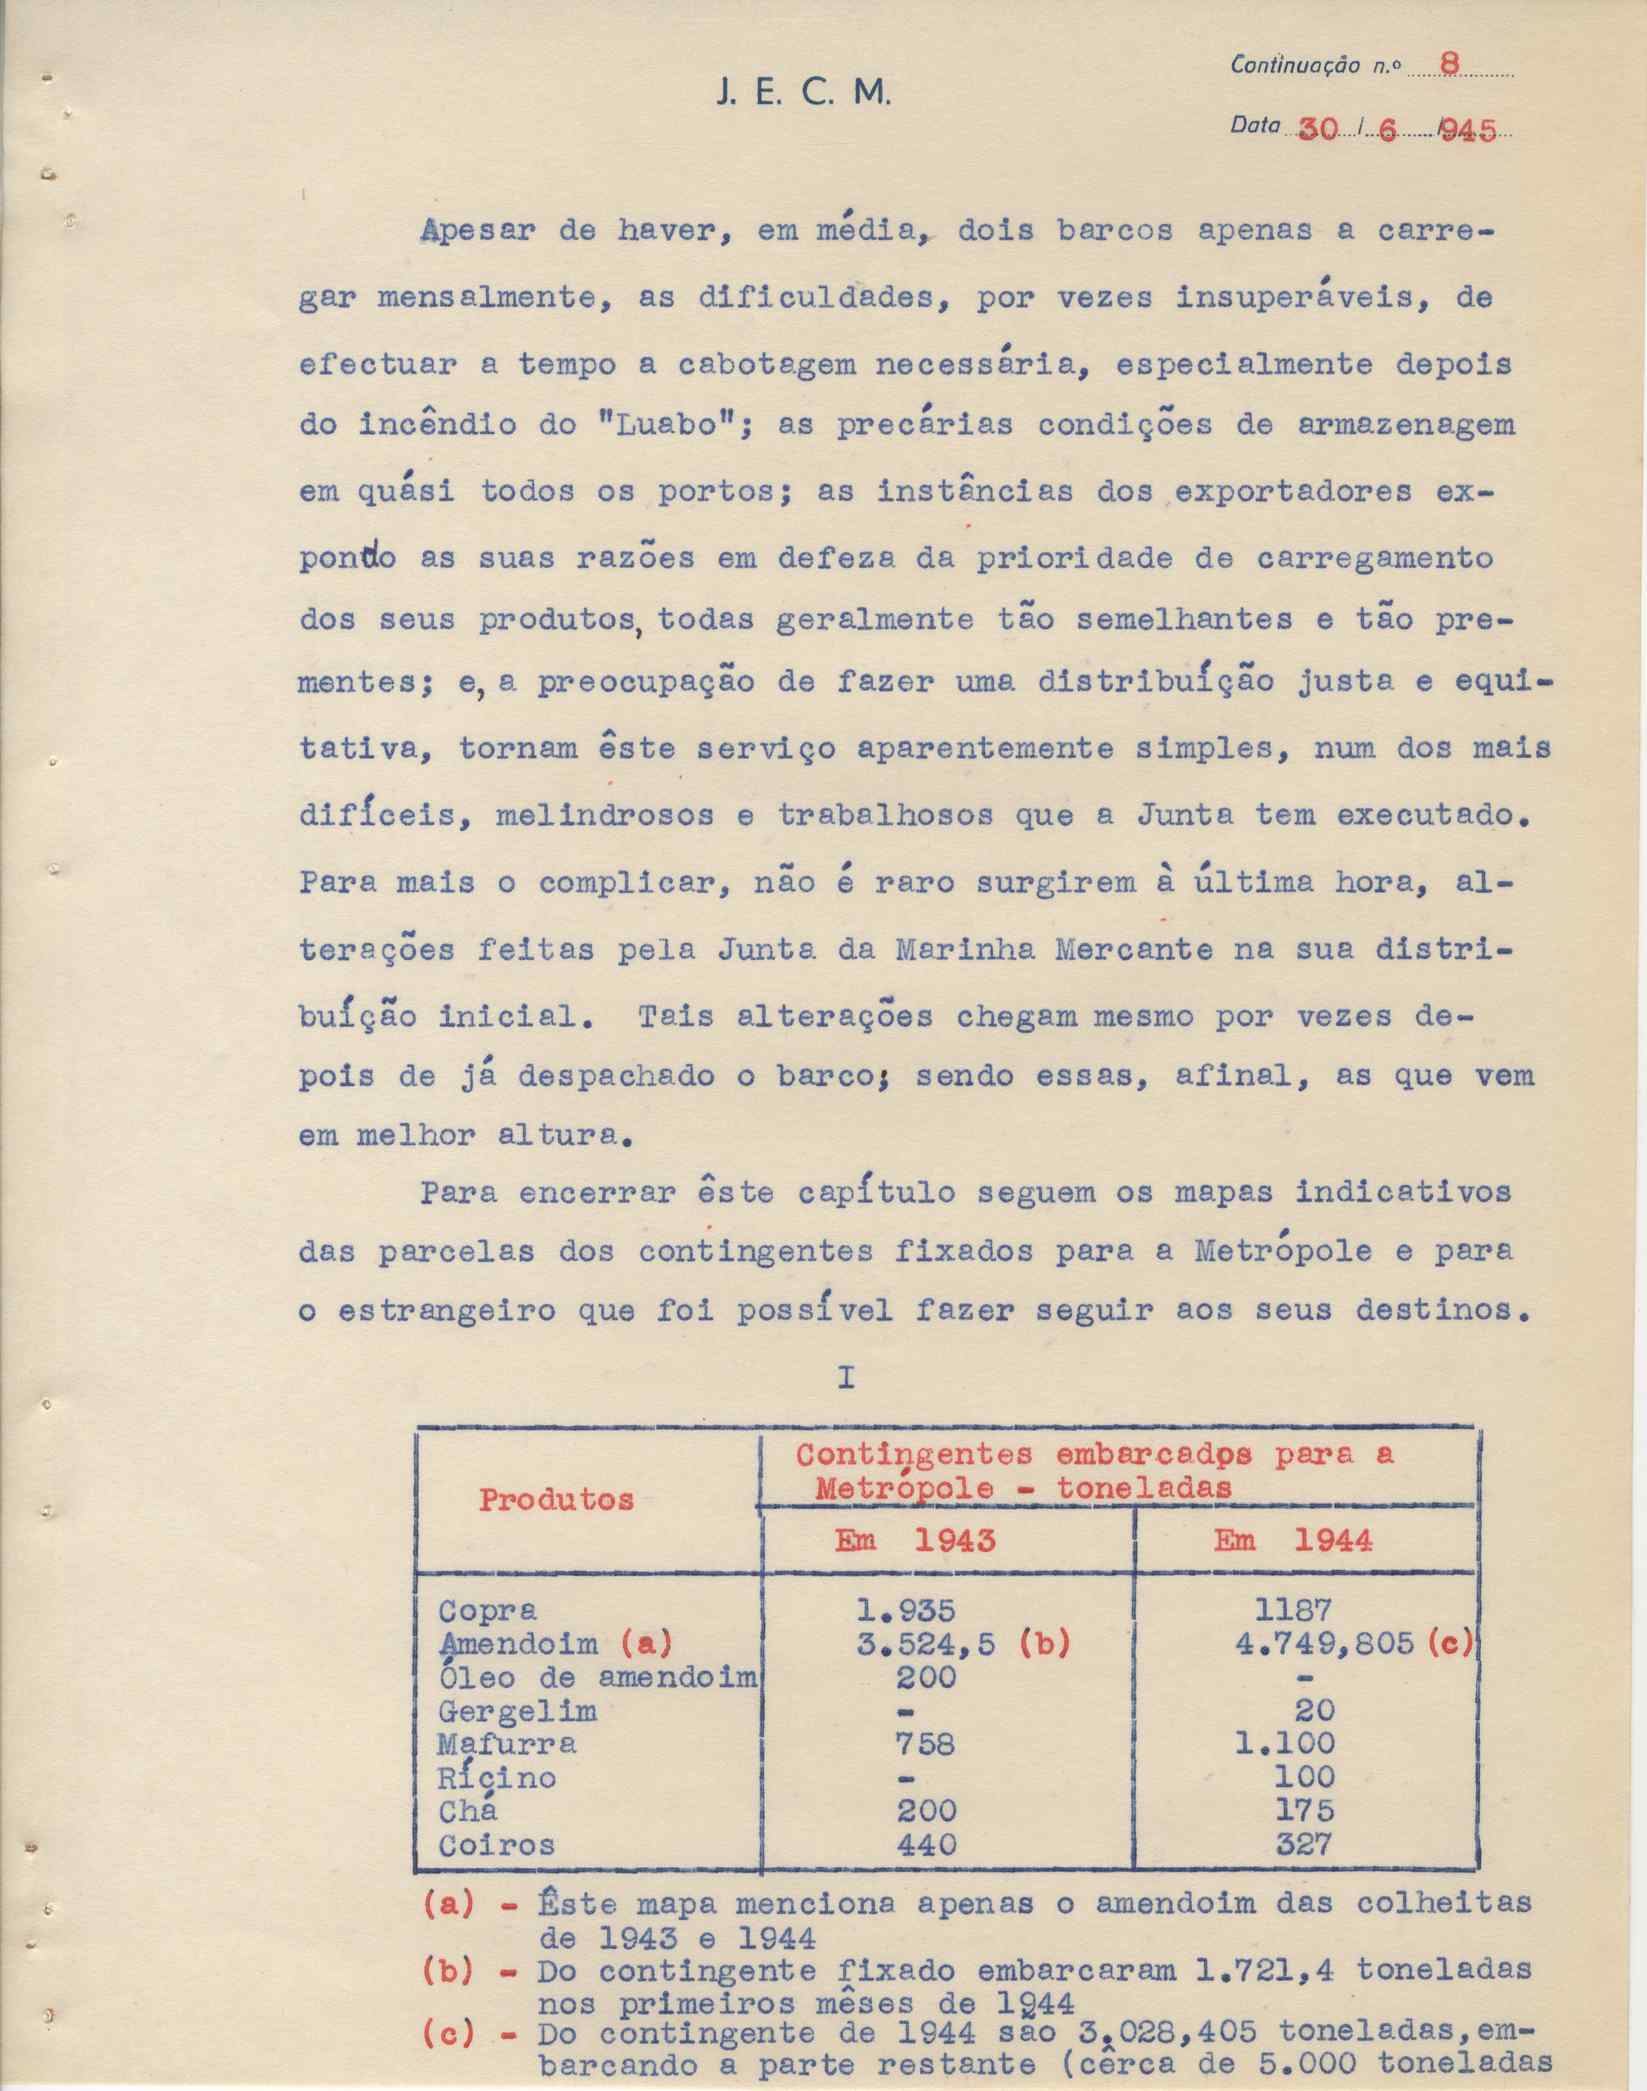 J. E. C. M.
Continuação n.º 8
Data 30 / 6 /945
Apesar de haver, em média, dois barcos apenas a carre-
gar mensalmente, as dificuldades, por vezes insuperáveis, de
efectuar a tempo a cabotagem necessária, especialmente depois
do incêndio do "Luabo"; as precárias condições de armazenagem
em quási todos os portos; as instâncias dos exportadores ex-
pondo as suas razões em defeza da prioridade de carregamento
dos seus produtos, todas geralmente tão semelhantes e tão pre-
mentes; e, a preocupação de fazer uma distribuíção justa e equi-
tativa, tornam êste serviço aparentemente simples, num dos mais
difíceis, melindrosos e trabalhosos que a Junta tem executado.
Para mais o complicar, não é raro surgirem à última hora, al-
terações feitas pela Junta da Marinha Mercante na sua distri-
buíção inicial. Tais alterações chegam mesmo por vezes de-
pois de já despachado o barco; sendo essas, afinal, as que vem
em melhor altura.
Para encerrar êste capítulo seguem os mapas indicativos
das parcelas dos contingentes fixados para a Metrópole e para
o estrangeiro que foi possível fazer seguir aos seus destinos.
I
Contingentes embarcados para a
Metrópole - toneladas
Produtos
Em 1943 Em 1944
Copra 1.935 1187
Amendoim (a) 3.524,5 (b) 4.749,805 (c)
Óleo de amendoim 200 -
Gergelim - 20
Mafurra 758 1.100
Rícino - 100
Chá 200 175
Coiros 440 327
(a) - Êste mapa menciona apenas o amendoim das colheitas
de 1943 e 1944
(b) - Do contingente fixado embarcaram 1.721,4 toneladas
nos primeiros mêses de 1944
(c) - Do contingente de 1944 são 3.028,405 toneladas, em-
barcando a parte restante (cêrca de 5.000 toneladas